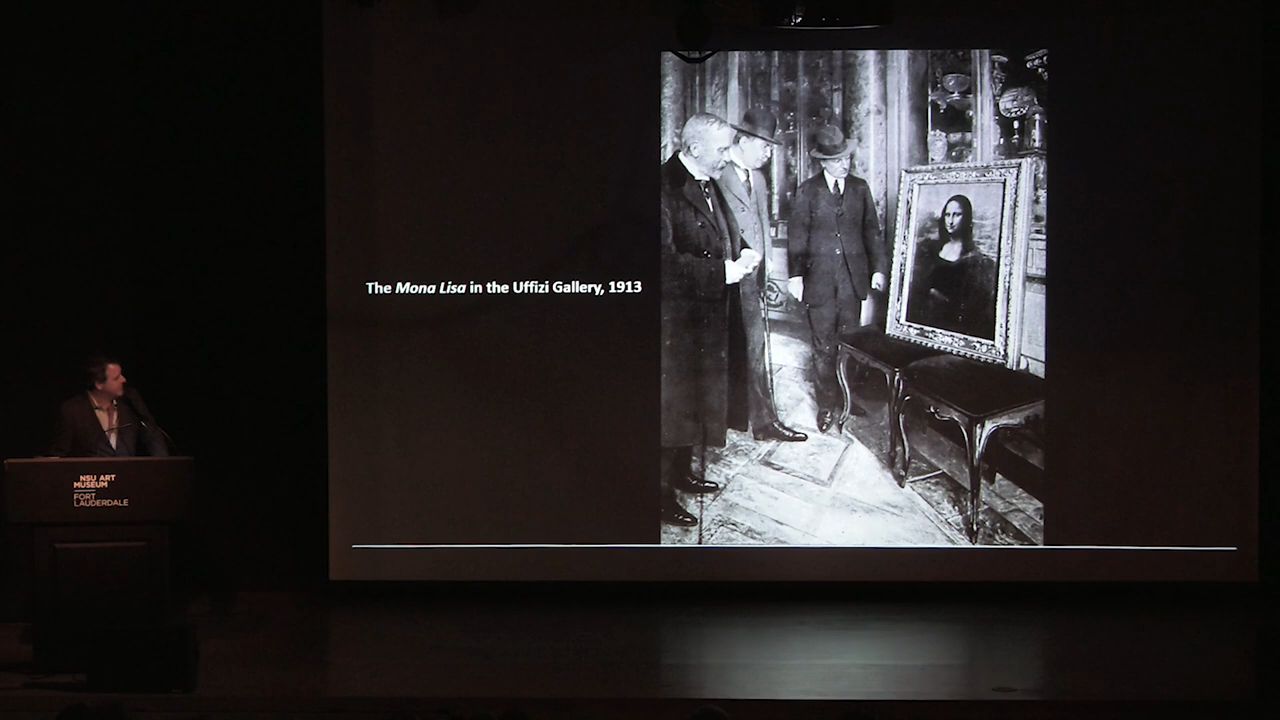 The Mona Lisa in the Uffizi Gallery, 1913
NSU ART
MUSEUM
FORT
LAUDERDALE